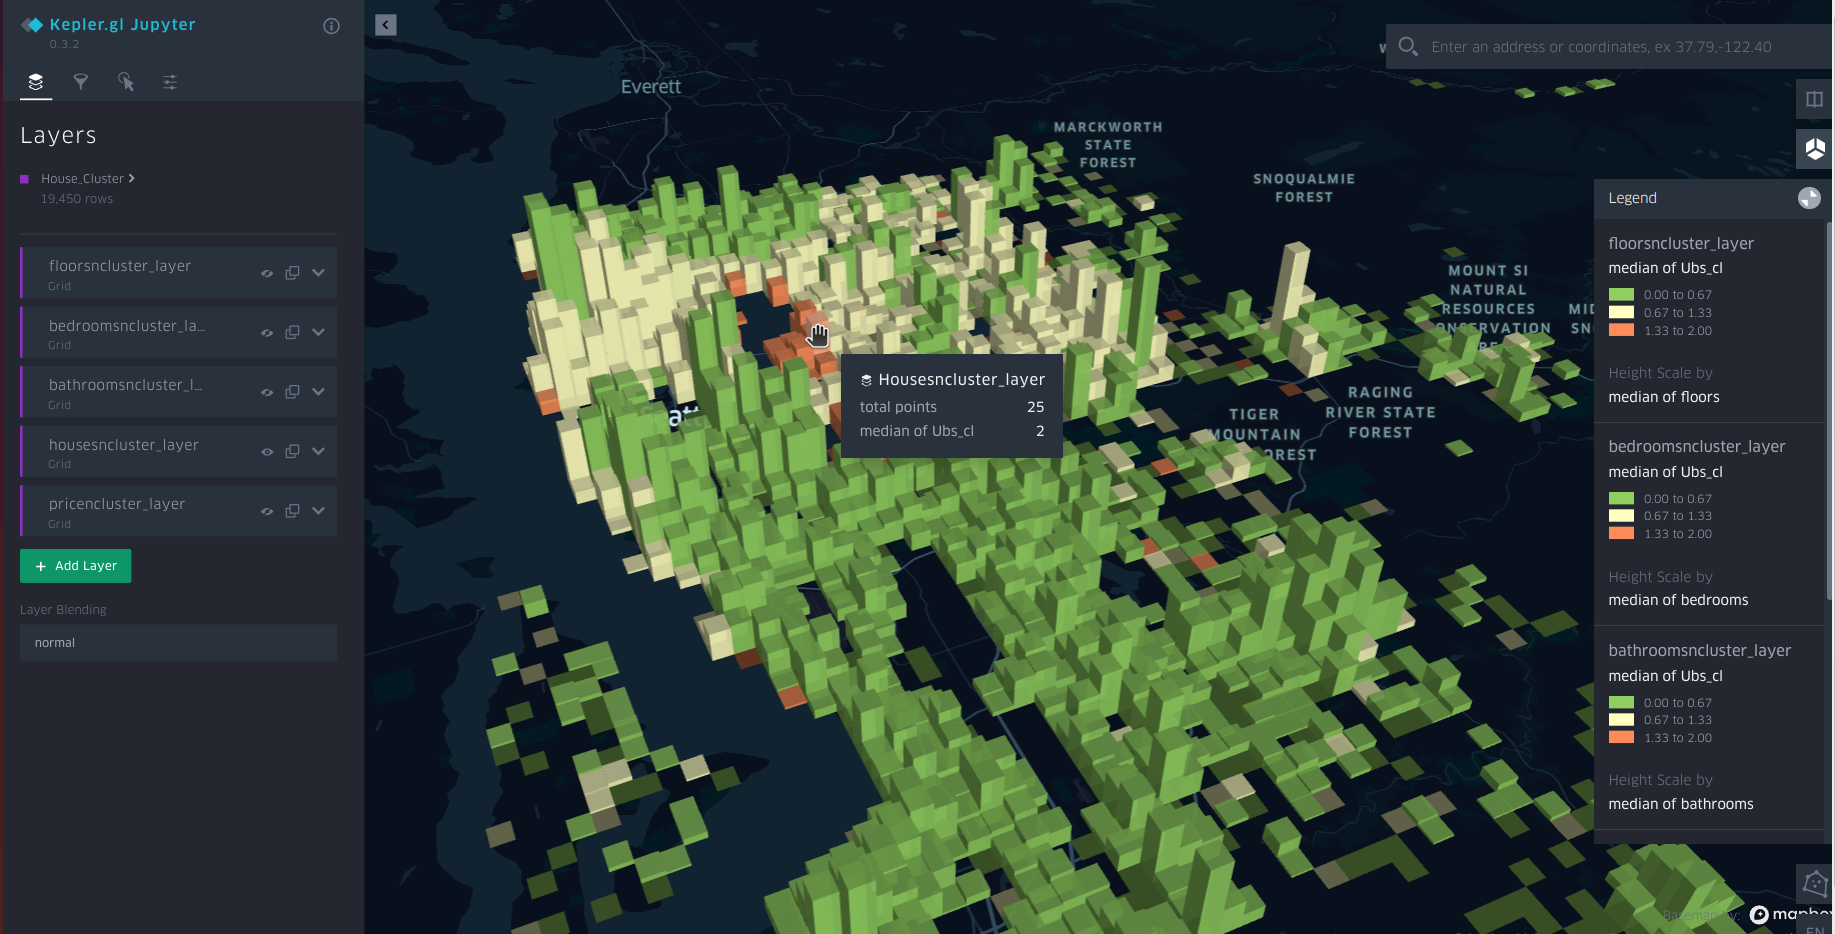 Kepler.gl Jupyter
0.3.2
Layers
House_Cluster
19,450 rows
floorsncluster_layer
Grid
bedroomsncluster_la...
Grid
bathroomsncluster_l...
Grid
housesncluster_layer
Grid
pricencluster_layer
Grid
+ Add Layer
Layer Blending
normal
Enter an address or coordinates, ex 37.79,-122.40
Everett
MARCKWORTH
STATE
FOREST
SNOQUALMIE
FOREST
MOUNT SI
NATURAL
RESOURCES
RAGING
RIVER STATE
FOREST
TIGER
MOUNTAIN
Housesncluster_layer
total points 25
median of Ubs_cl 2
Legend
floorsncluster_layer
median of Ubs_cl
0.00 to 0.67
0.67 to 1.33
1.33 to 2.00
Height Scale by
median of floors
bedroomsncluster_layer
median of Ubs_cl
0.00 to 0.67
0.67 to 1.33
1.33 to 2.00
Height Scale by
median of bedrooms
bathroomsncluster_layer
median of Ubs_cl
0.00 to 0.67
0.67 to 1.33
1.33 to 2.00
Height Scale by
median of bathrooms
Basemap by: